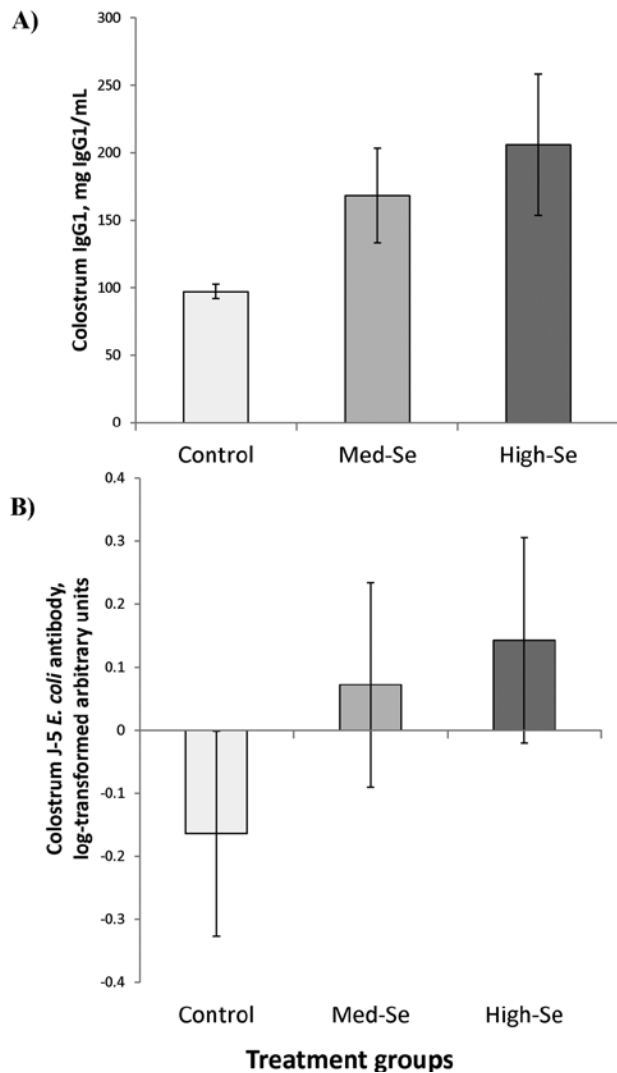 A)
Colostrum IgG1, mg IgG1/mL
300
250
200
150
100
50
0
Control Med-Se High-Se
B)
Colostrum J-5 E. coli antibody,
log-transformed arbitrary units
0.4
0.3
0.2
0.1
0
-0.1
-0.2
-0.3
-0.4
Control Med-Se High-Se
Treatment groups